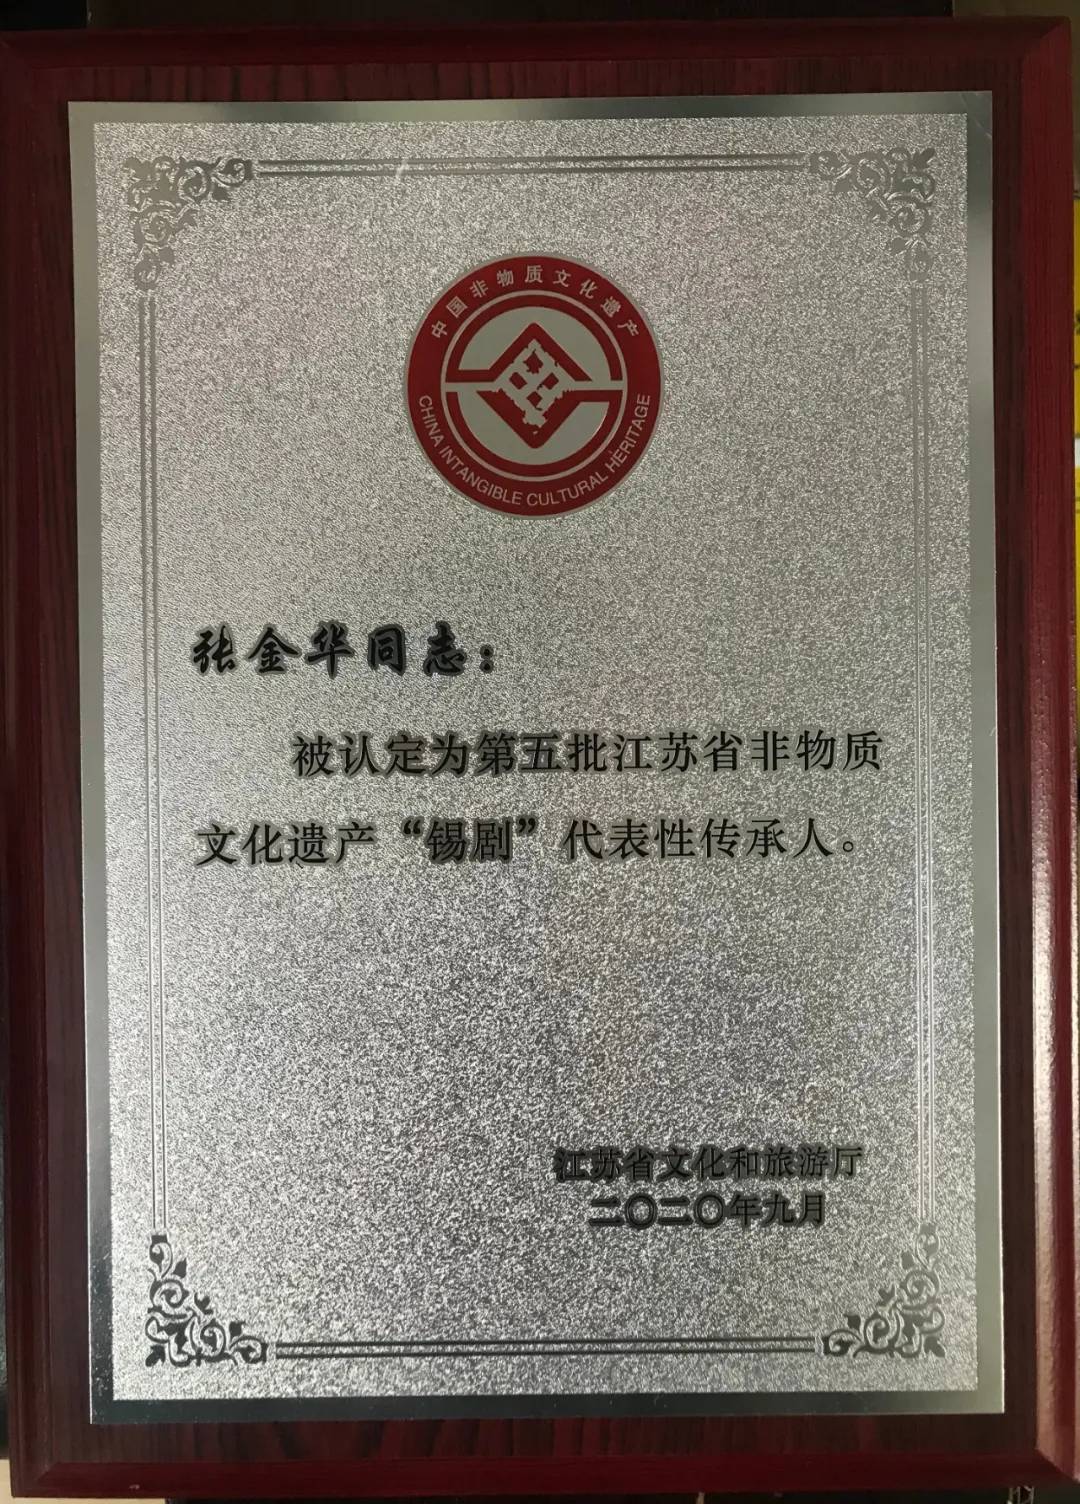 中国非物质文化遗产
CHINA INTANGIBLE CULTURAL HERITAGE
张金华同志：
被认定为第五批江苏省非物质
文化遗产“锡剧”代表性传承人。
江苏省文化和旅游厅
二〇二〇年九月